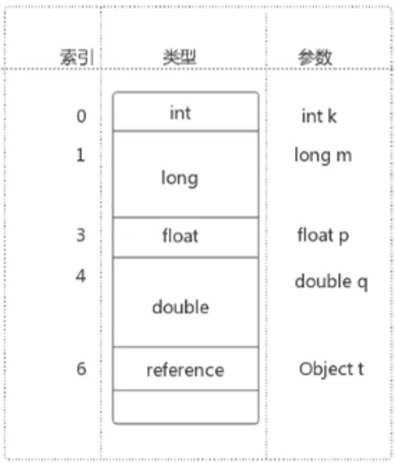 索引 类型 参数
0 int int k
1 long long m
3 float float p
4 double double q
6 reference Object t